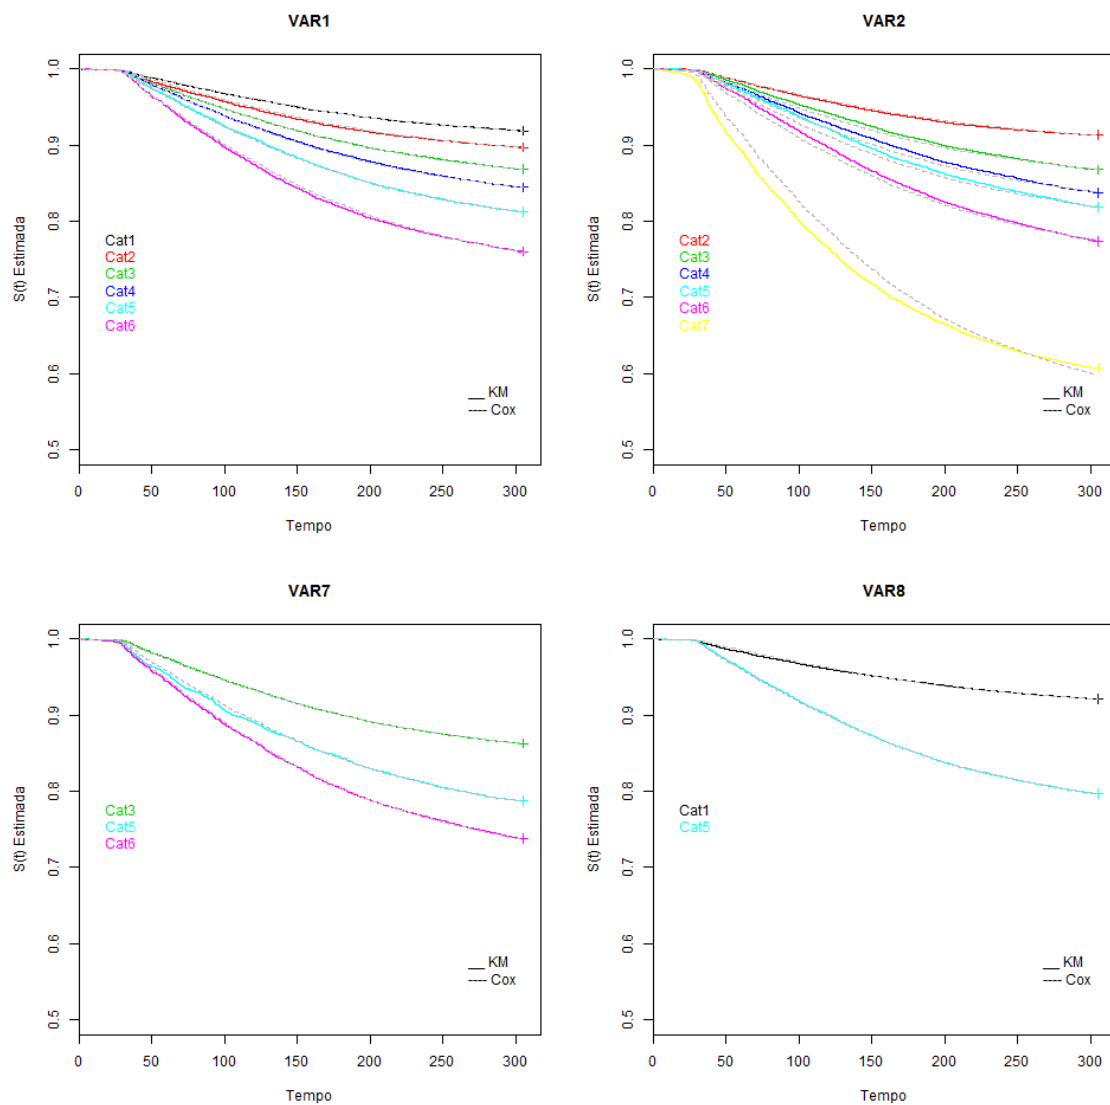 VAR1
S(t) Estimada
1.0
0.9
0.8
0.7
0.6
0.5
Cat1
Cat2
Cat3
Cat4
Cat5
Cat6
__ KM
---- Cox
0 50 100 150 200 250 300
Tempo
VAR2
S(t) Estimada
1.0
0.9
0.8
0.7
0.6
0.5
Cat2
Cat3
Cat4
Cat5
Cat6
Cat7
__ KM
---- Cox
0 50 100 150 200 250 300
Tempo
VAR7
S(t) Estimada
1.0
0.9
0.8
0.7
0.6
0.5
Cat3
Cat5
Cat6
__ KM
---- Cox
0 50 100 150 200 250 300
Tempo
VAR8
S(t) Estimada
1.0
0.9
0.8
0.7
0.6
0.5
Cat1
Cat5
__ KM
---- Cox
0 50 100 150 200 250 300
Tempo